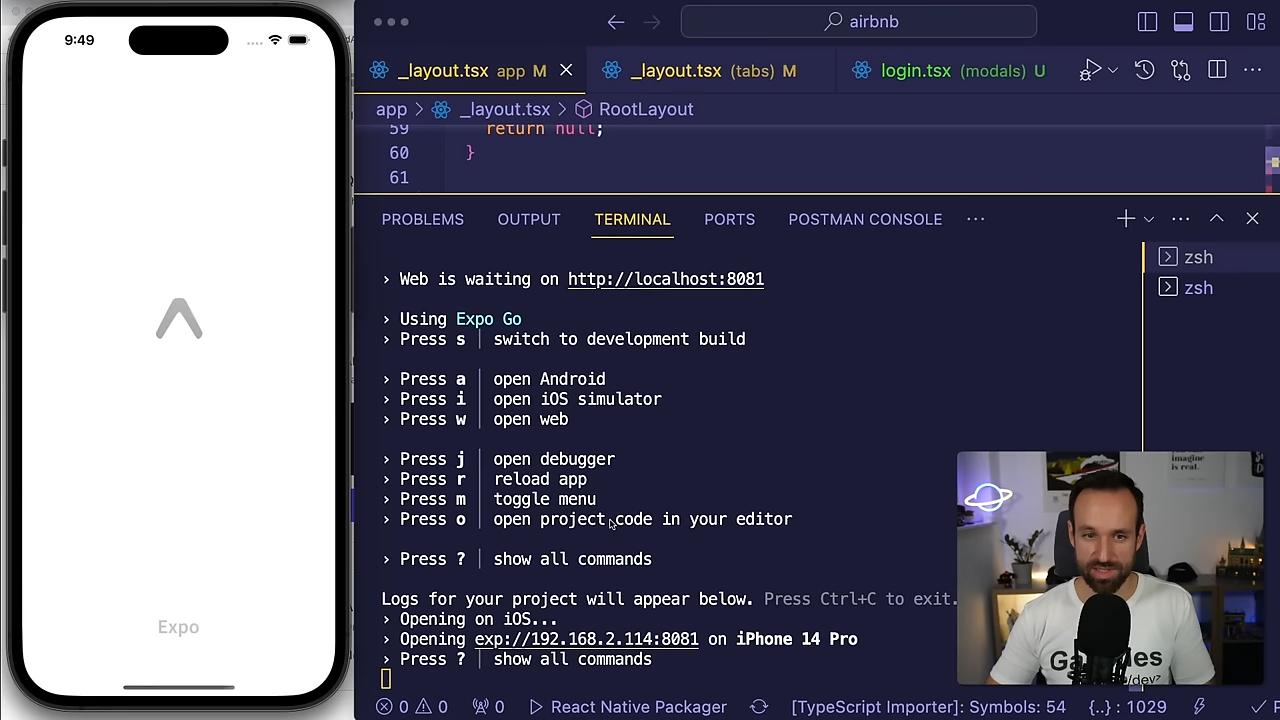 9:49
Expo
airbnb
_layout.tsx app M
_layout.tsx (tabs) M
login.tsx (modals) U
app > _layout.tsx > RootLayout
59 return null;
60 }
61
PROBLEMS OUTPUT TERMINAL PORTS POSTMAN CONSOLE
zsh
zsh
› Web is waiting on http://localhost:8081
› Using Expo Go
› Press s │ switch to development build
› Press a │ open Android
› Press i │ open iOS simulator
› Press w │ open web
› Press j │ open debugger
› Press r │ reload app
› Press m │ toggle menu
› Press o │ open project code in your editor
› Press ? │ show all commands
Logs for your project will appear below. Press Ctrl+C to exit.
› Opening on iOS...
› Opening exp://192.168.2.114:8081 on iPhone 14 Pro
› Press ? │ show all commands
imagine
is real.
0 0 0 React Native Packager [TypeScript Importer]: Symbols: 54 {..} : 1029